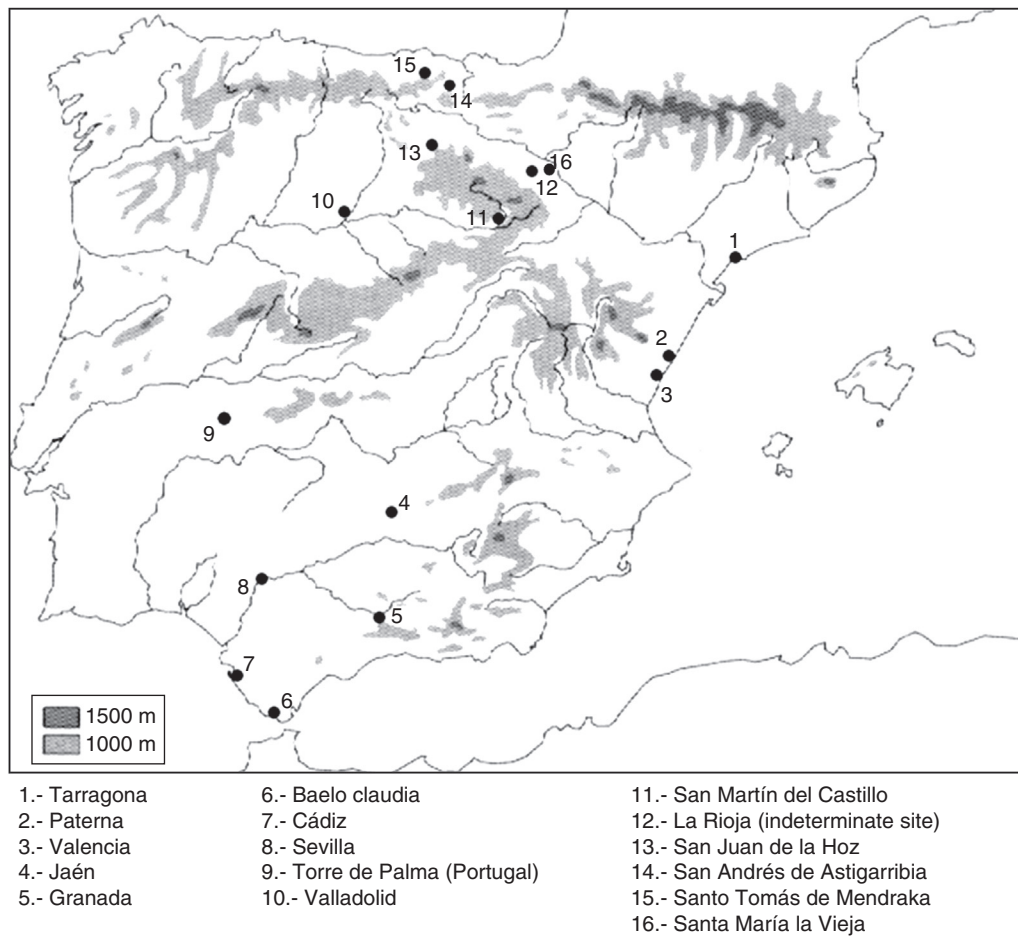 15
14
13
16
12
10
11
1
2
3
9
4
8
5
7
6
1500 m
1000 m
1.- Tarragona
2.- Paterna
3.- Valencia
4.- Jaén
5.- Granada
6.- Baelo claudia
7.- Cádiz
8.- Sevilla
9.- Torre de Palma (Portugal)
10.- Valladolid
11.- San Martín del Castillo
12.- La Rioja (indeterminate site)
13.- San Juan de la Hoz
14.- San Andrés de Astigarribia
15.- Santo Tomás de Mendraka
16.- Santa María la Vieja